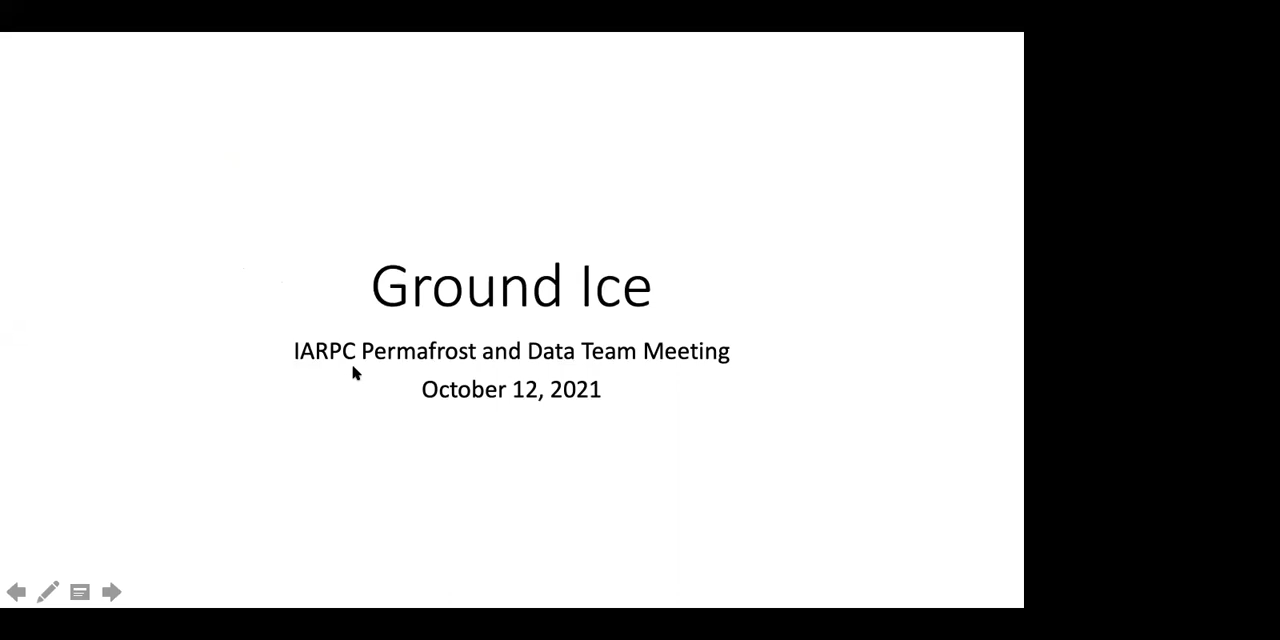 Ground Ice
IARPC Permafrost and Data Team Meeting
October 12, 2021